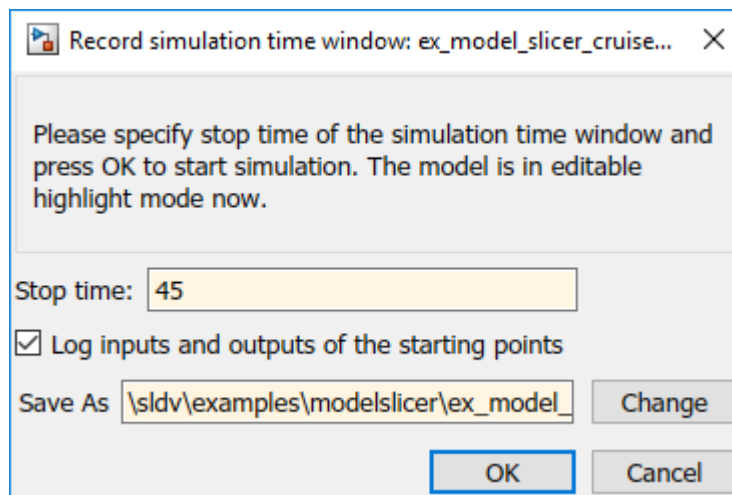 Record simulation time window: ex_model_slicer_cruise...
Please specify stop time of the simulation time window and
press OK to start simulation. The model is in editable
highlight mode now.
Stop time: 45
Log inputs and outputs of the starting points
Save As \sldv\examples\modelslicer\ex_model_ Change
OK Cancel